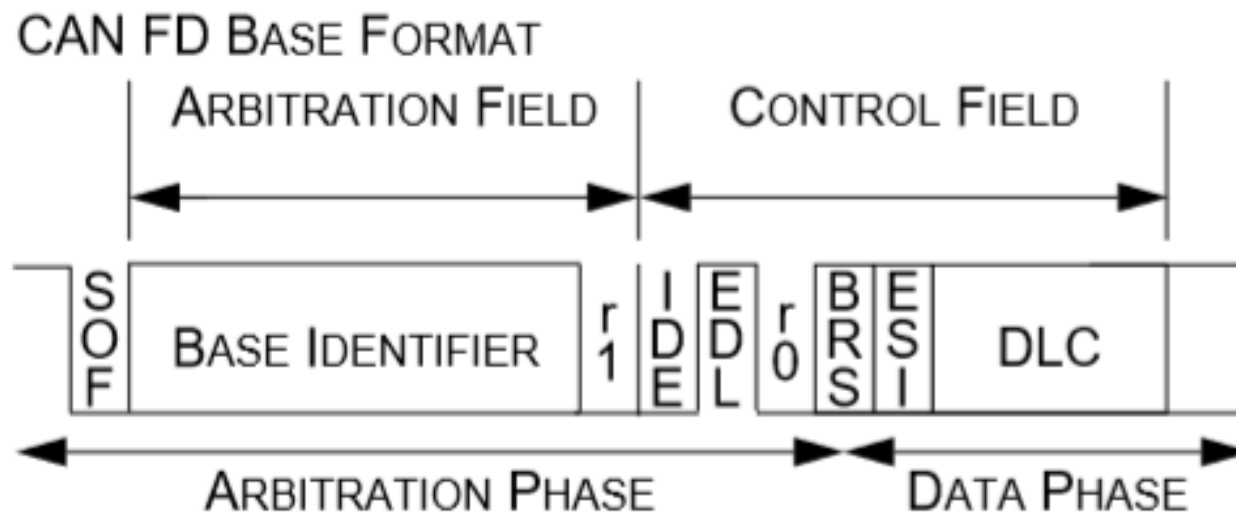 CAN FD BASE FORMAT
ARBITRATION FIELD CONTROL FIELD
SOF BASE IDENTIFIER r1 IDE EDL r0 BRS ESI DLC
ARBITRATION PHASE DATA PHASE